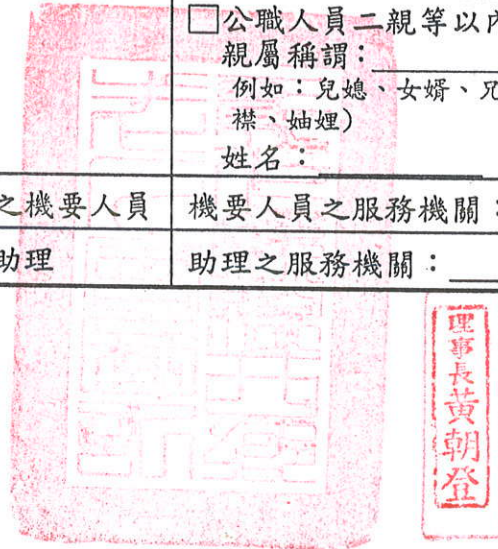 □公職人員二親等以內
親屬稱謂：
例如：兒媳、女婿、兄
襟、妯娌）
姓名：
之機要人員
機要人員之服務機關：
助理
助理之服務機關：
理事長黃朝登